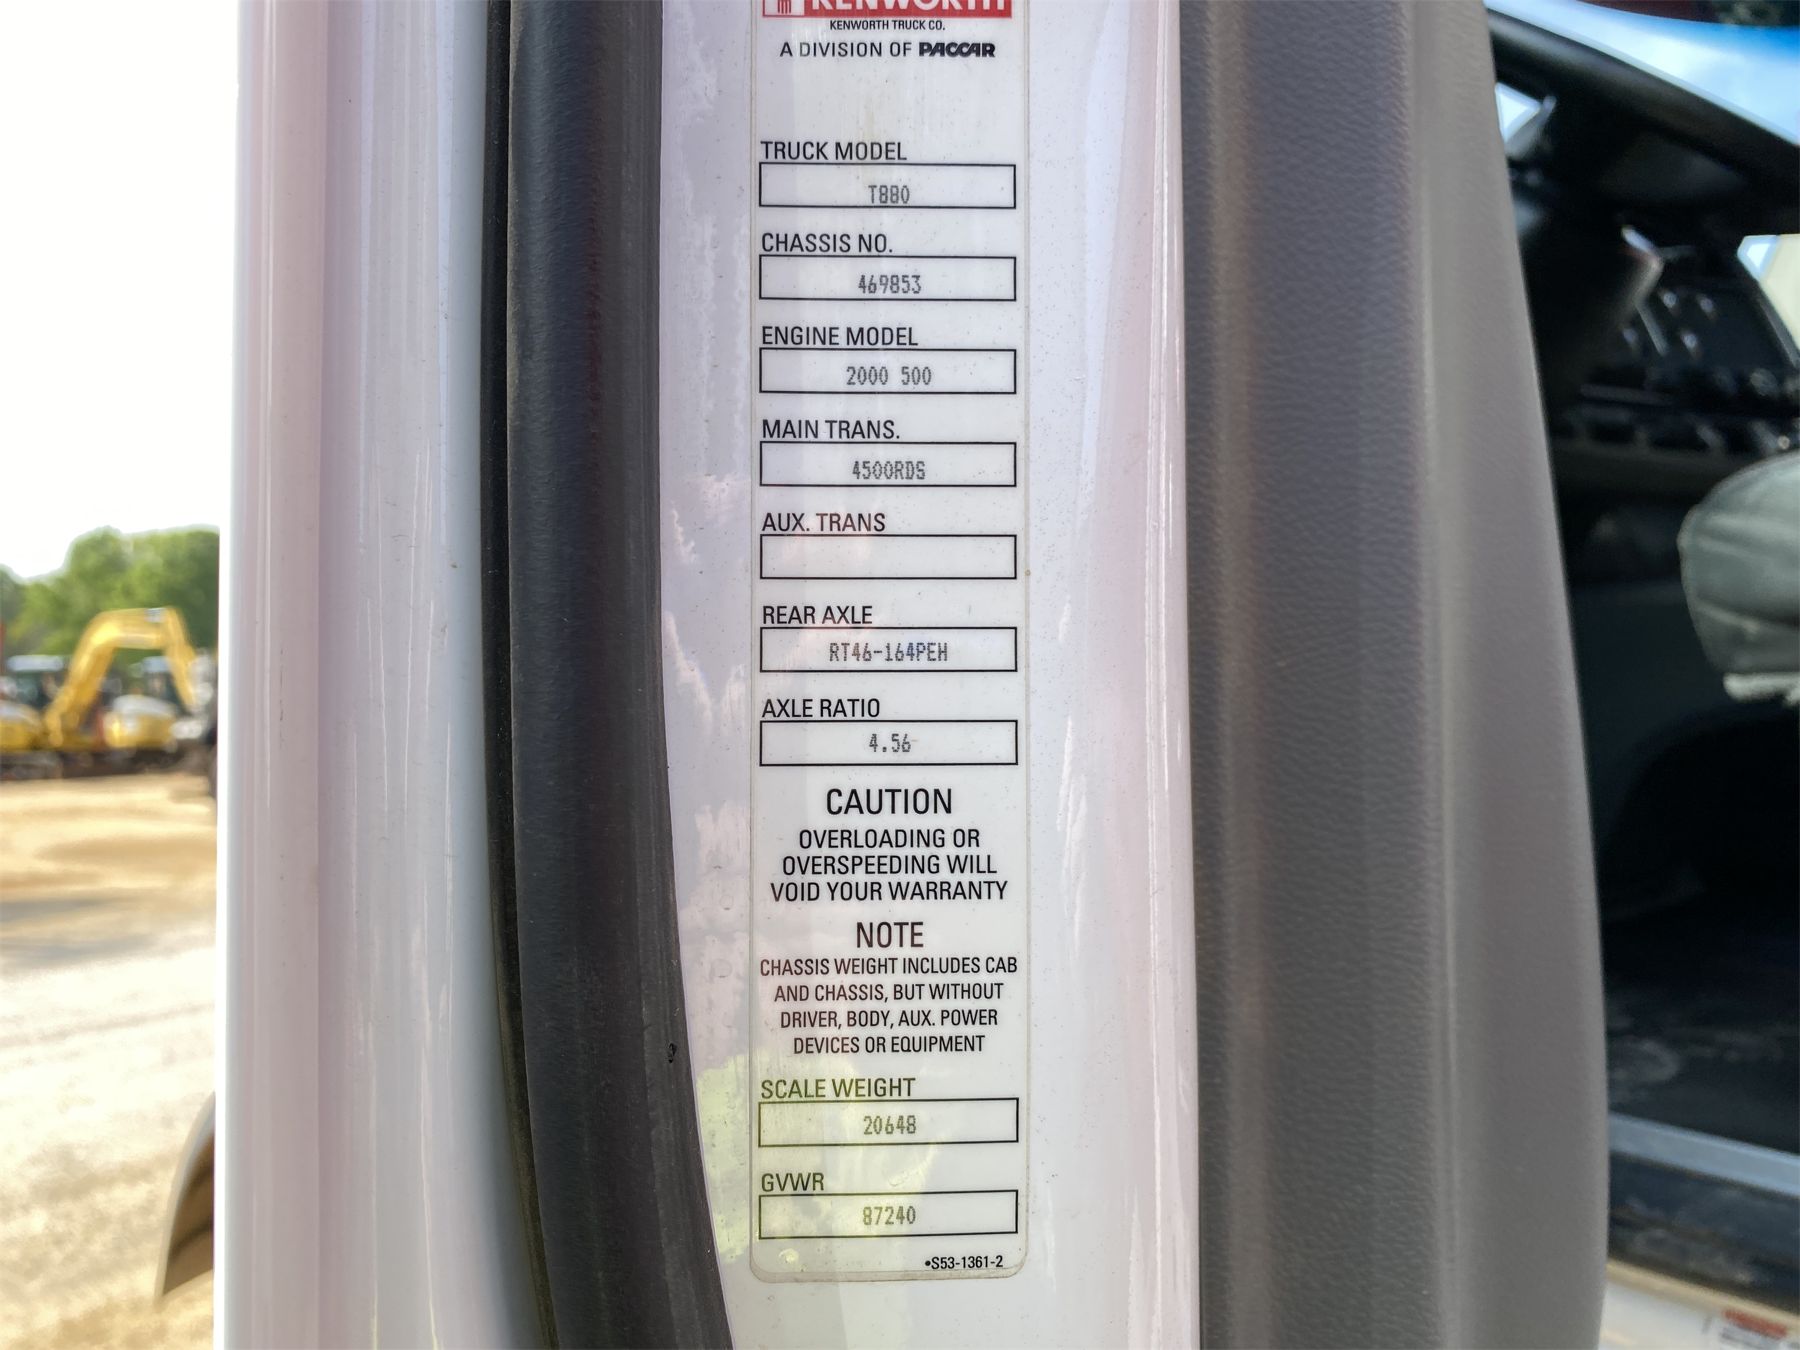 KENWORTH
KENWORTH TRUCK CO.
A DIVISION OF PACCAR
TRUCK MODEL
T880
CHASSIS NO.
469853
ENGINE MODEL
2000 500
MAIN TRANS.
4500RDS
AUX. TRANS
REAR AXLE
RT46-164PEH
AXLE RATIO
4.56
CAUTION
OVERLOADING OR
OVERSPEEDING WILL
VOID YOUR WARRANTY
NOTE
CHASSIS WEIGHT INCLUDES CAB
AND CHASSIS, BUT WITHOUT
DRIVER, BODY, AUX. POWER
DEVICES OR EQUIPMENT
SCALE WEIGHT
20648
GVWR
87240
•S53-1361-2